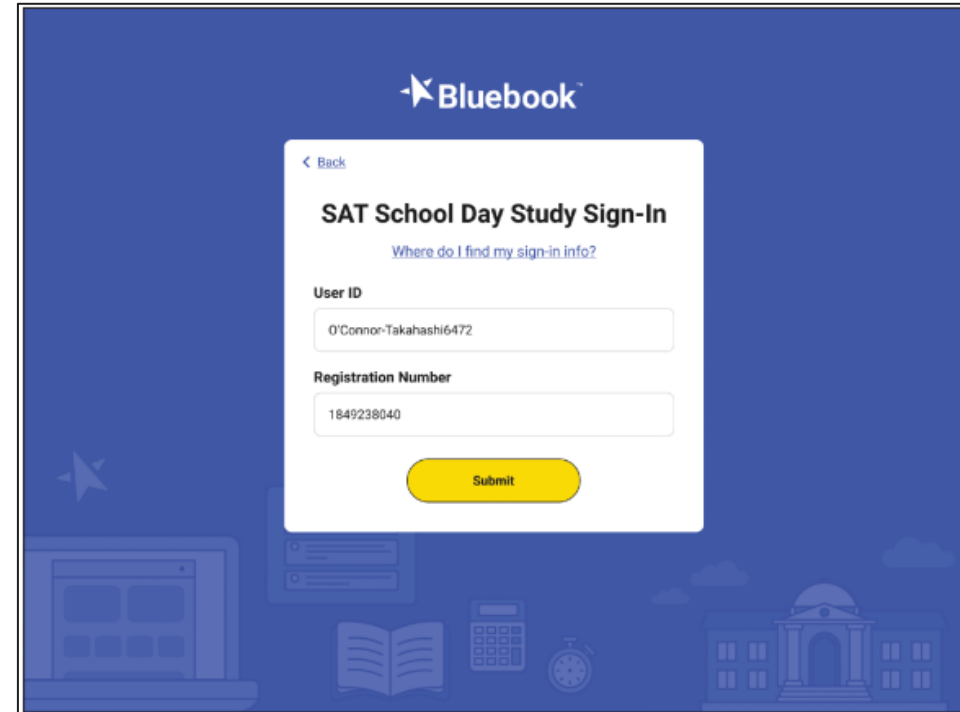 Bluebook™
Back
SAT School Day Study Sign-In
Where do I find my sign-in info?
User ID
O'Connor-Takahashi6472
Registration Number
1849238040
Submit